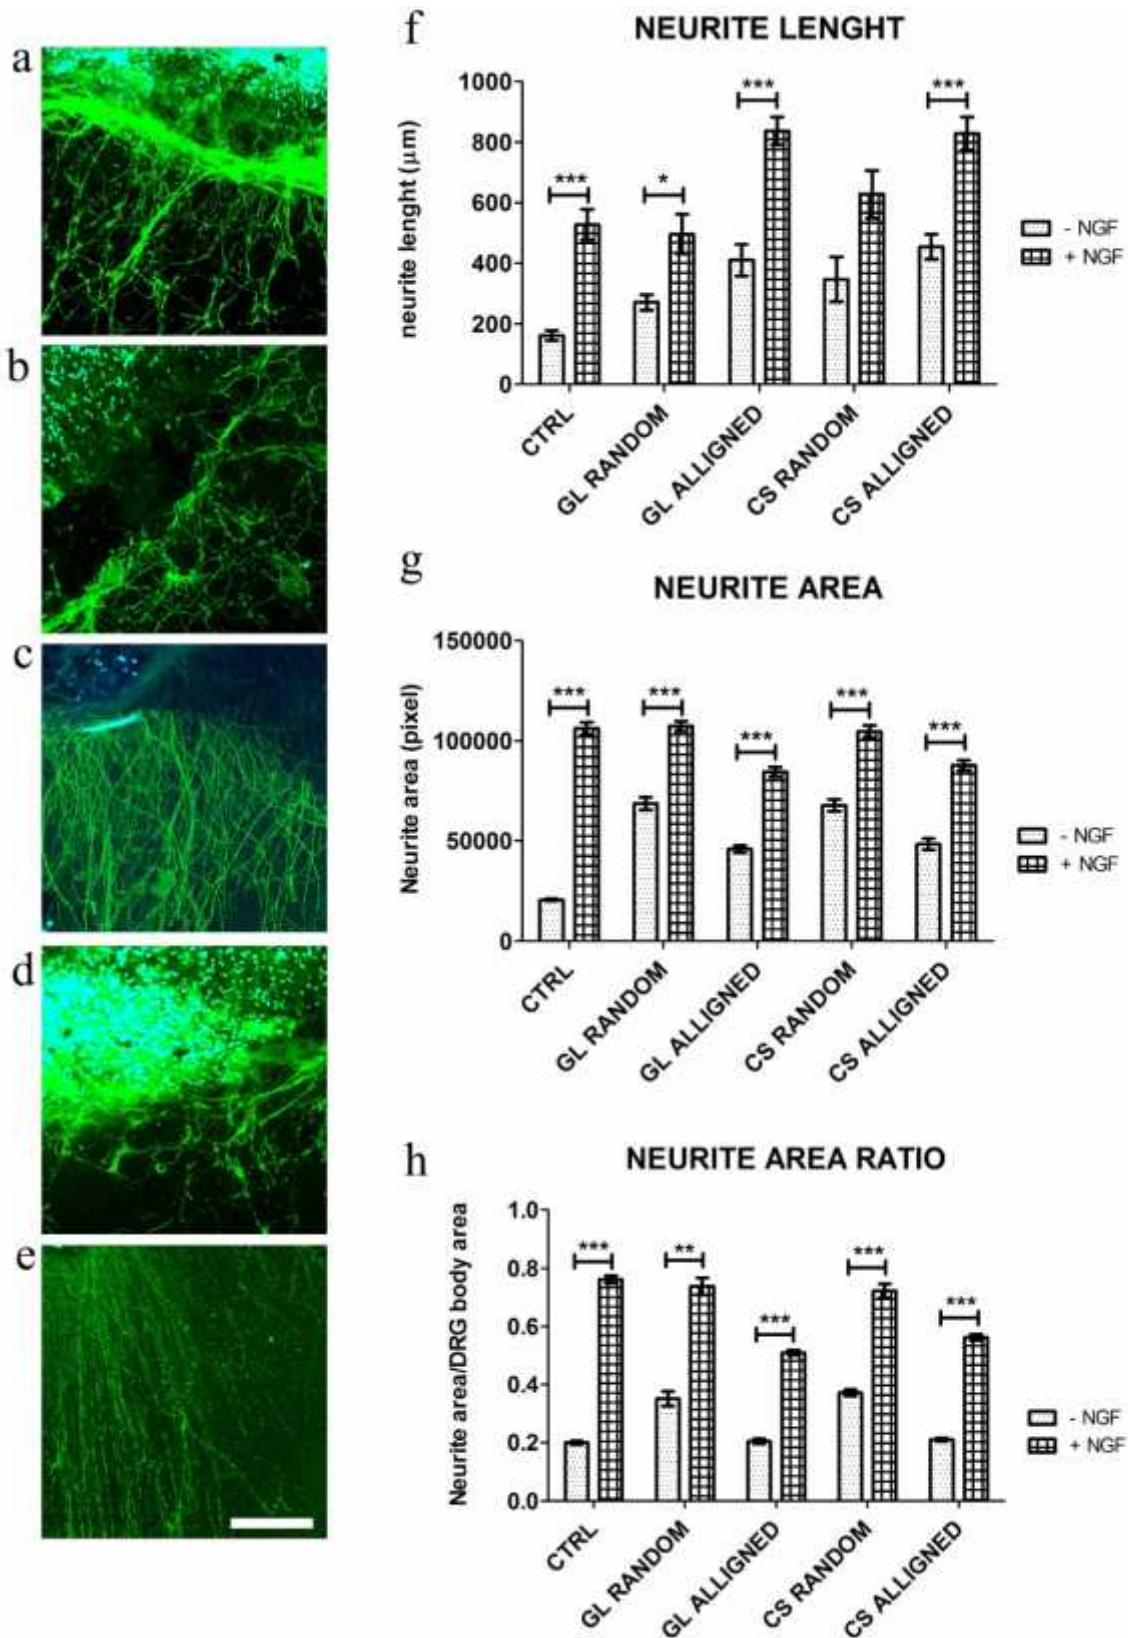 a
b
c
d
e
f
NEURITE LENGHT
neurite lenght (μm)
1000
800
600
400
200
0
***
*
***
***
- NGF
+ NGF
CTRL
GL RANDOM
GL ALLIGNED
CS RANDOM
CS ALLIGNED
g
NEURITE AREA
Neurite area (pixel)
150000
100000
50000
0
***
***
***
***
***
- NGF
+ NGF
CTRL
GL RANDOM
GL ALLIGNED
CS RANDOM
CS ALLIGNED
h
NEURITE AREA RATIO
Neurite area/DRG body area
1.0
0.8
0.6
0.4
0.2
0.0
***
**
***
***
***
- NGF
+ NGF
CTRL
GL RANDOM
GL ALLIGNED
CS RANDOM
CS ALLIGNED